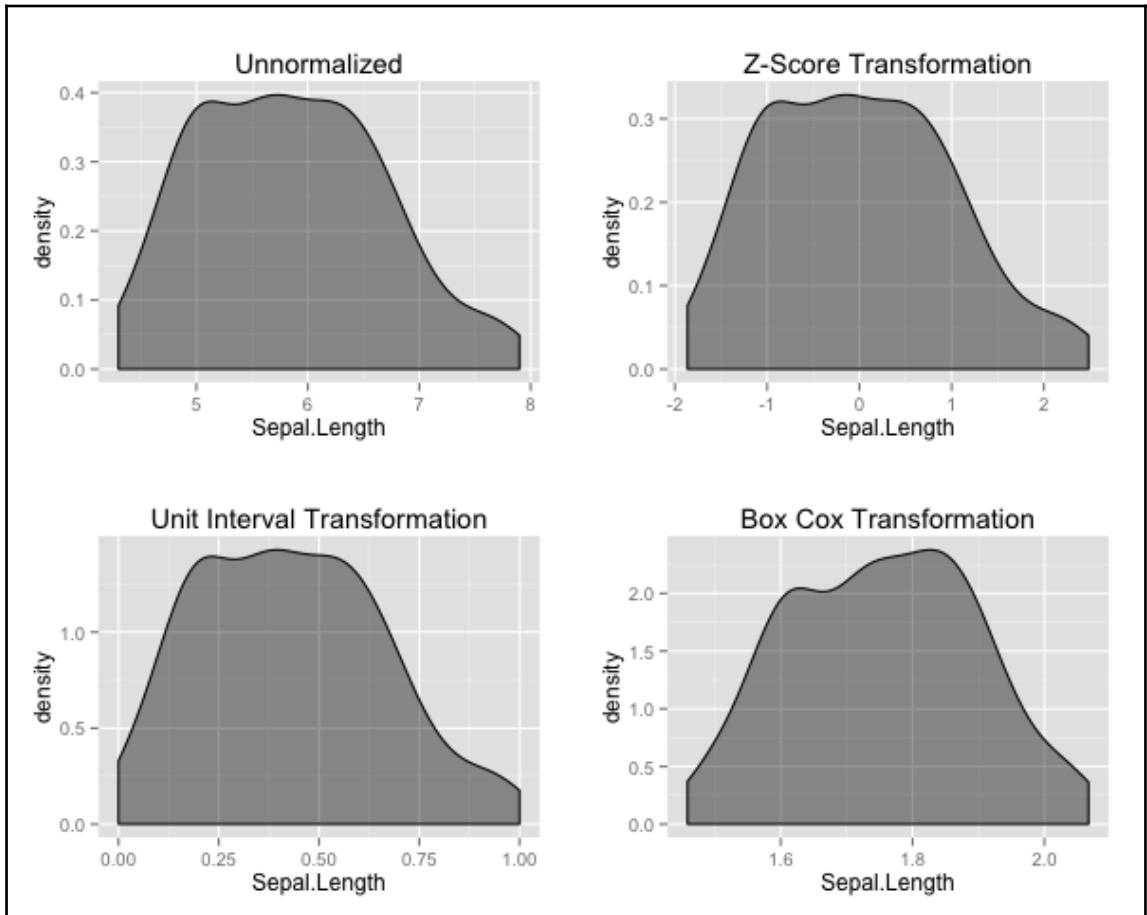 Unnormalized
density
0.4
0.3
0.2
0.1
0.0
5 6 7 8
Sepal.Length
Z-Score Transformation
density
0.3
0.2
0.1
0.0
-2 -1 0 1 2
Sepal.Length
Unit Interval Transformation
density
1.0
0.5
0.0
0.00 0.25 0.50 0.75 1.00
Sepal.Length
Box Cox Transformation
density
2.0
1.5
1.0
0.5
0.0
1.6 1.8 2.0
Sepal.Length